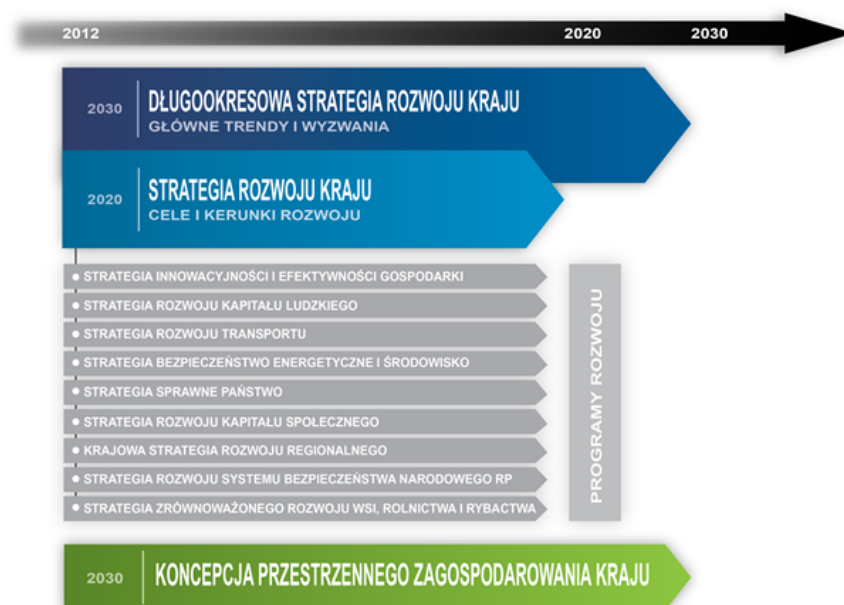 2012 2020 2030
2030 DŁUGOOKRESOWA STRATEGIA ROZWOJU KRAJU
GŁÓWNE TRENDY I WYZWANIA
2020 STRATEGIA ROZWOJU KRAJU
CELE I KERUNKI ROZWOJU
STRATEGIA INNOWACYJNOŚCI I EFEKTYWNOŚCI GOSPODARKI
STRATEGIA ROZWOJU KAPITAŁU LUDZKIEGO
STRATEGIA ROZWOJU TRANSPORTU
STRATEGIA BEZPIECZEŃSTWO ENERGETYCZNE I ŚRODOWISKO
STRATEGIA SPRAWNE PAŃSTWO
STRATEGIA ROZWOJU KAPITAŁU SPOŁECZNEGO
KRAJOWA STRATEGIA ROZWOJU REGIONALNEGO
STRATEGIA ROZWOJU SYSTEMU BEZPIECZEŃSTWA NARODOWEGO RP
STRATEGIA ZRÓWNOWAŻONEGO ROZWOJU WSI, ROLNICTWA I RYBACTWA
PROGRAMY ROZWOJU
2030 KONCEPCJA PRZESTRZENNEGO ZAGOSPODAROWANIA KRAJU